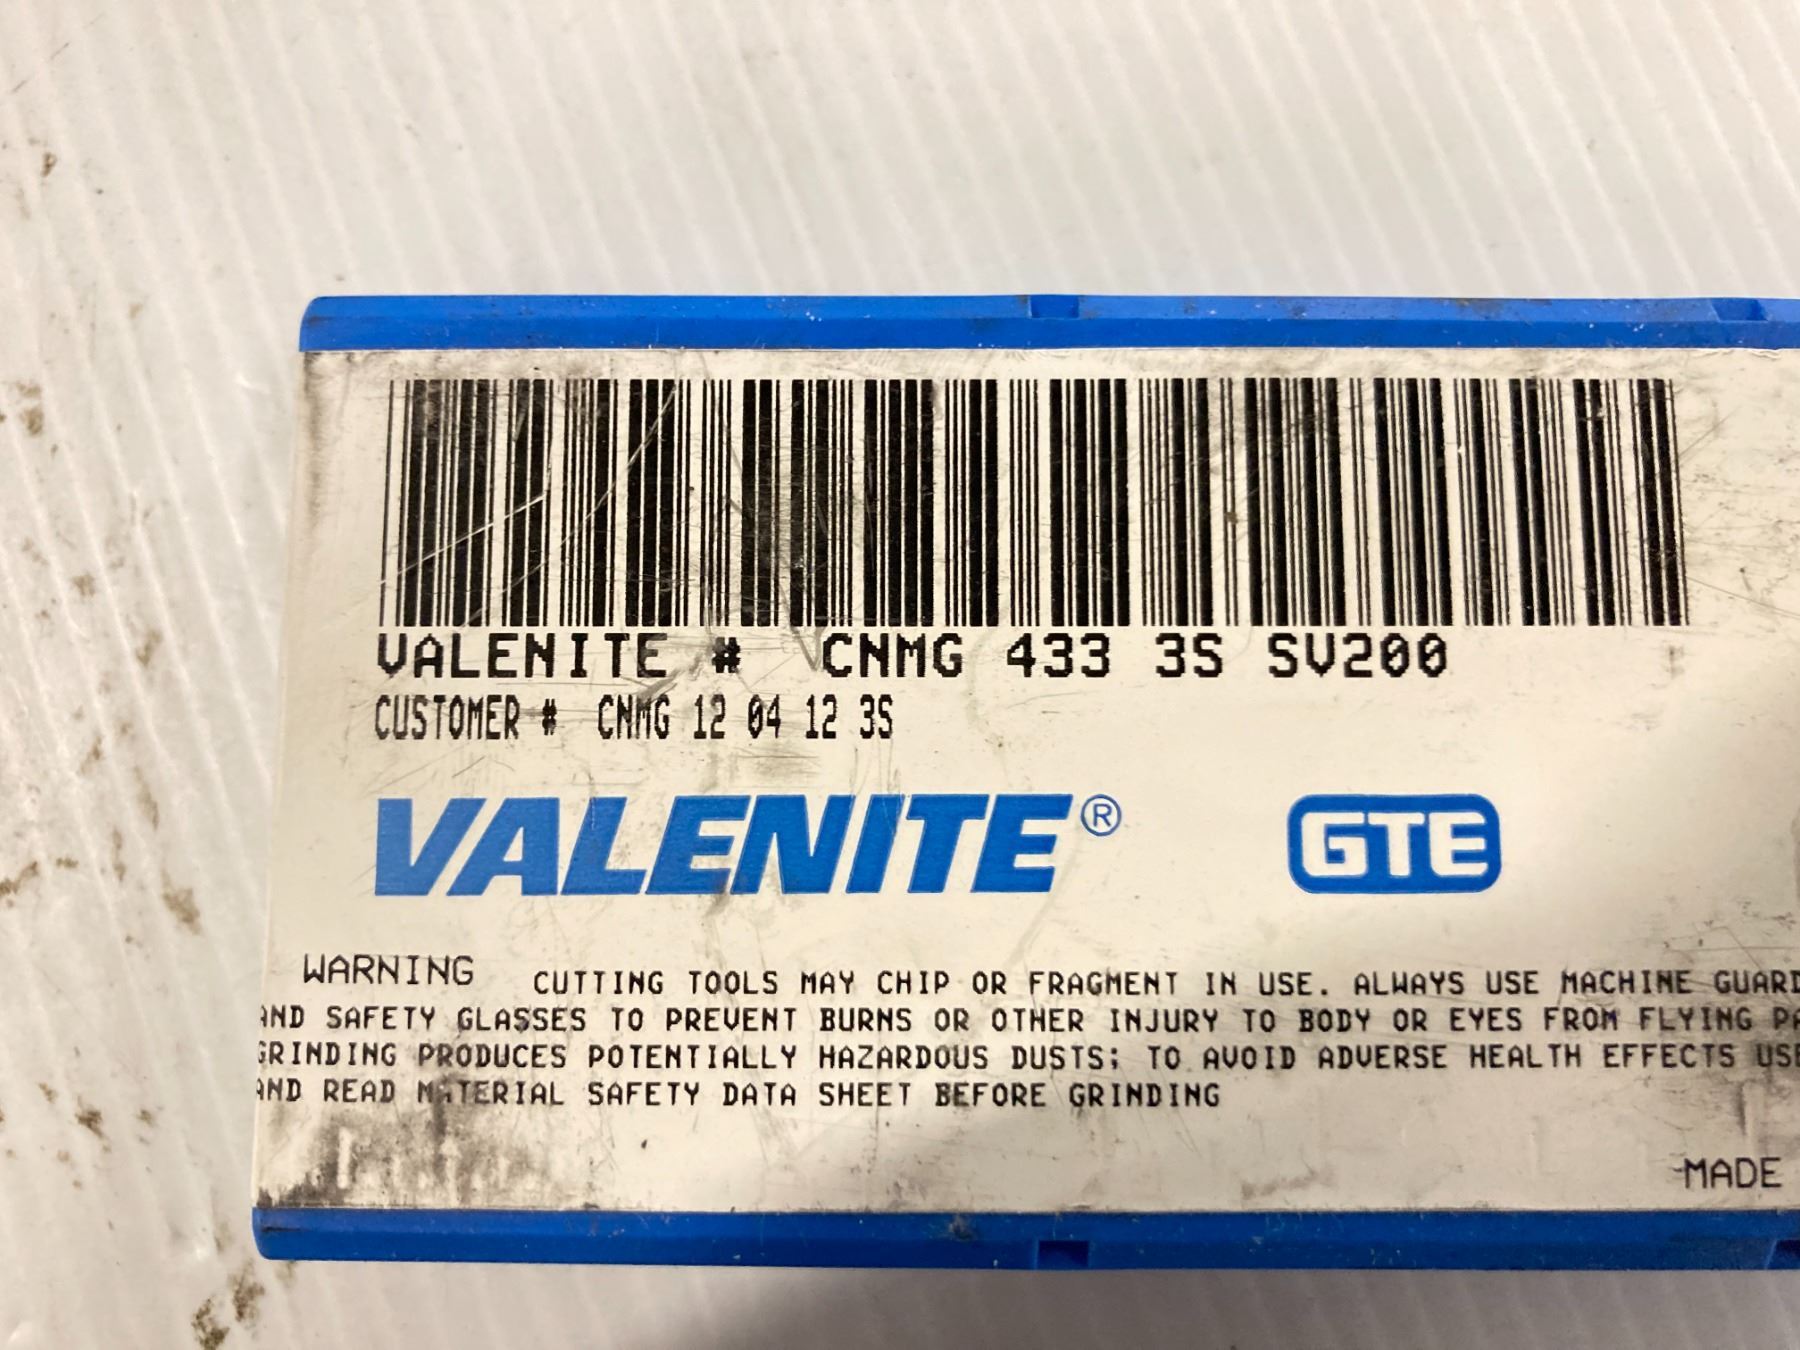 VALENITE # CNMG 433 3S SV200
CUSTOMER # CNMG 12 04 12 3S
VALENITE® GTE
WARNING CUTTING TOOLS MAY CHIP OR FRAGMENT IN USE. ALWAYS USE MACHINE GUARD
AND SAFETY GLASSES TO PREVENT BURNS OR OTHER INJURY TO BODY OR EYES FROM FLYING PA
GRINDING PRODUCES POTENTIALLY HAZARDOUS DUSTS; TO AVOID ADVERSE HEALTH EFFECTS USE
AND READ MATERIAL SAFETY DATA SHEET BEFORE GRINDING
MADE